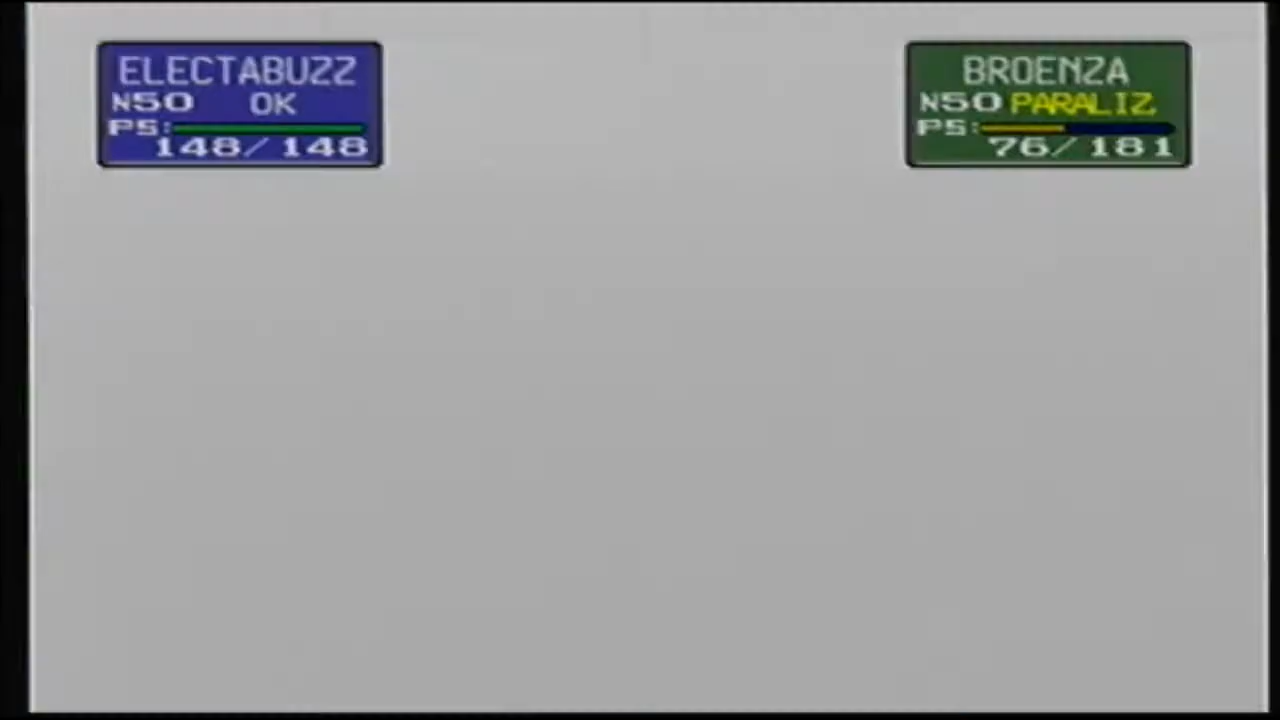 ELECTABUZZ
N50 OK
PS:
148/148
BROENZA
N50 PARALIZ.
PS:
76/181